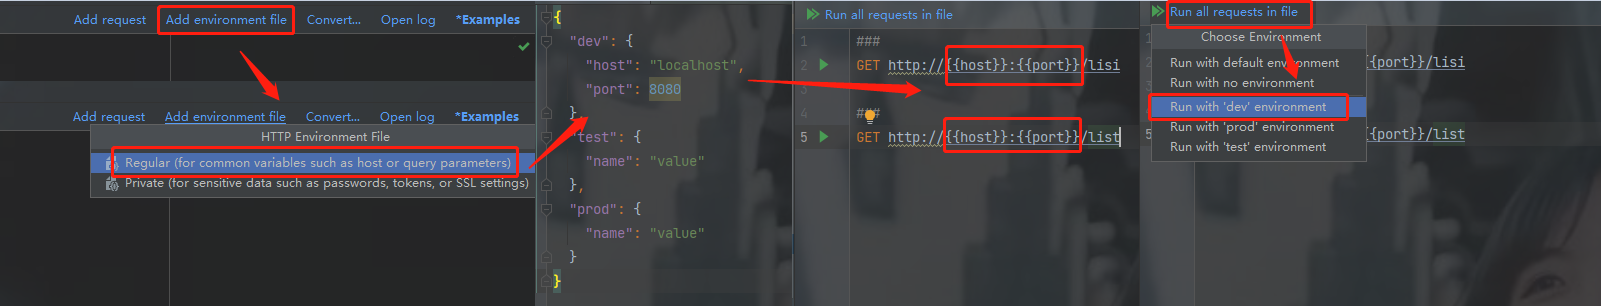 Add request Add environment file Convert... Open log *Examples
Add request Add environment file Convert... Open log *Examples
HTTP Environment File
Regular (for common variables such as host or query parameters)
Private (for sensitive data such as passwords, tokens, or SSL settings)
{
"dev": {
"host": "localhost",
"port": 8080
},
"test": {
"name": "value"
},
"prod": {
"name": "value"
}
}
Run all requests in file
1 ###
2 GET http://{{host}}:{{port}}/lisi
3
4 ###
5 GET http://{{host}}:{{port}}/list
Run all requests in file
Choose Environment
Run with default environment
Run with no environment
Run with 'dev' environment
Run with 'prod' environment
Run with 'test' environment
{port}}/lisi
{port}}/list